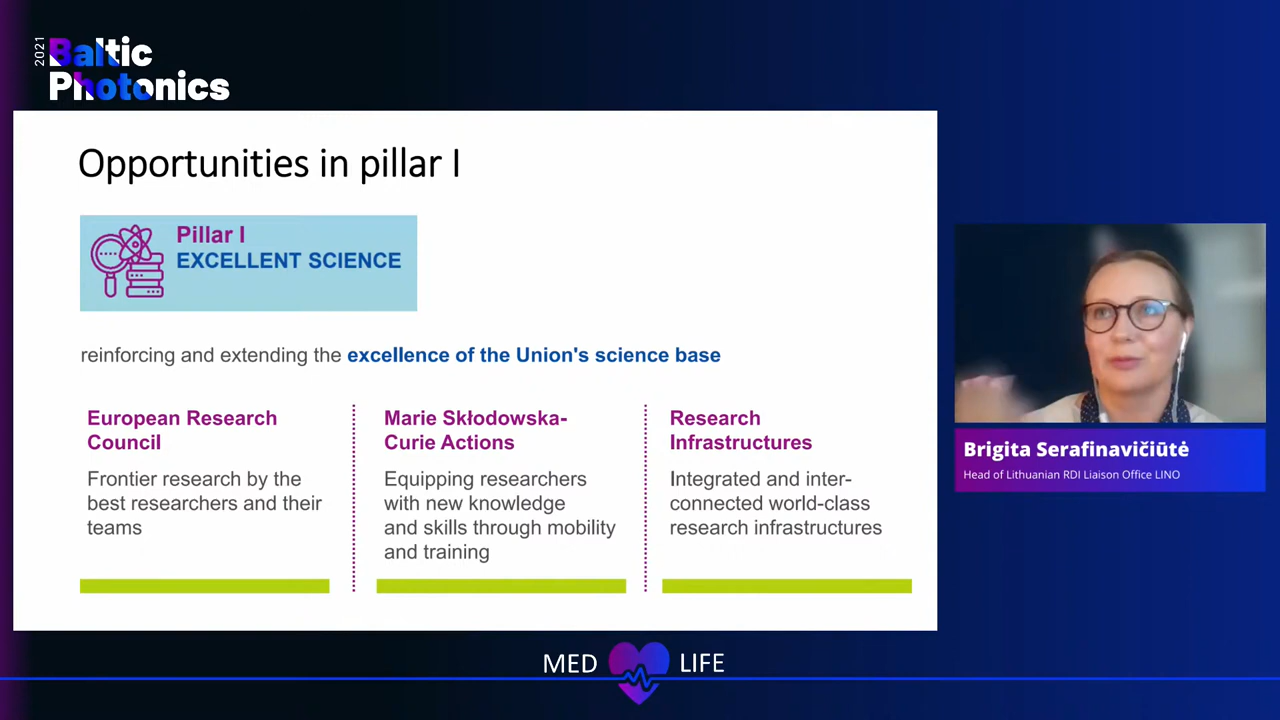 2021
Baltic
Photonics
Opportunities in pillar I
Pillar I
EXCELLENT SCIENCE
reinforcing and extending the excellence of the Union's science base
European Research
Council
Frontier research by the
best researchers and their
teams
Marie Skłodowska-
Curie Actions
Equipping researchers
with new knowledge
and skills through mobility
and training
Research
Infrastructures
Integrated and inter-
connected world-class
research infrastructures
Brigita Serafinavičiūtė
Head of Lithuanian RDI Liaison Office LINO
MED LIFE